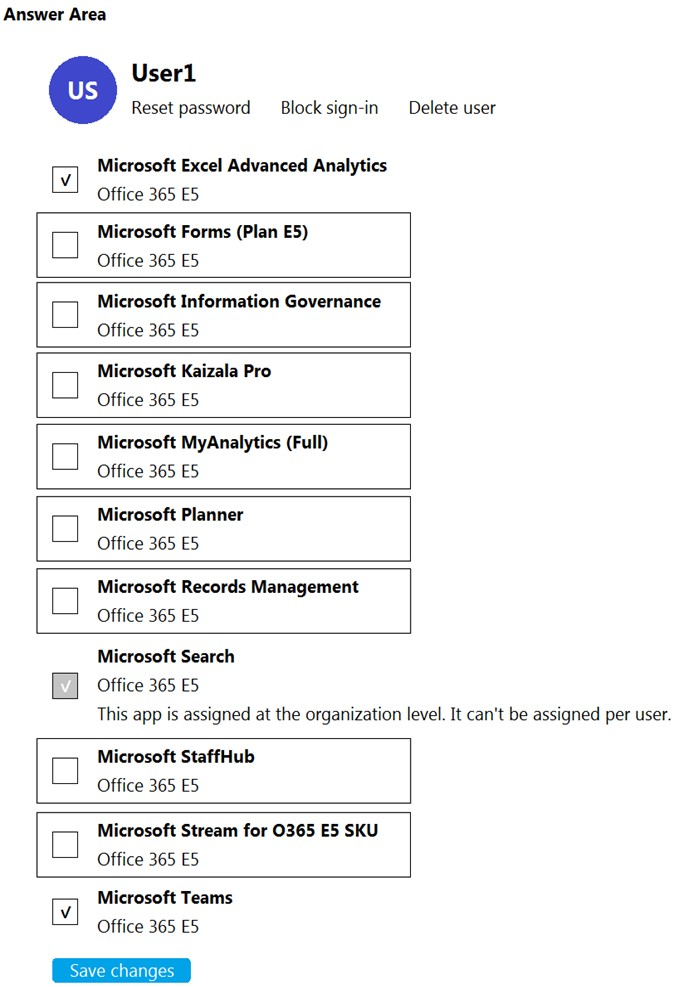 Answer Area
US
User1
Reset password Block sign-in Delete user
√ Microsoft Excel Advanced Analytics
Office 365 E5
Microsoft Forms (Plan E5)
Office 365 E5
Microsoft Information Governance
Office 365 E5
Microsoft Kaizala Pro
Office 365 E5
Microsoft MyAnalytics (Full)
Office 365 E5
Microsoft Planner
Office 365 E5
Microsoft Records Management
Office 365 E5
Microsoft Search
√ Office 365 E5
This app is assigned at the organization level. It can't be assigned per user.
Microsoft StaffHub
Office 365 E5
Microsoft Stream for O365 E5 SKU
Office 365 E5
√ Microsoft Teams
Office 365 E5
Save changes